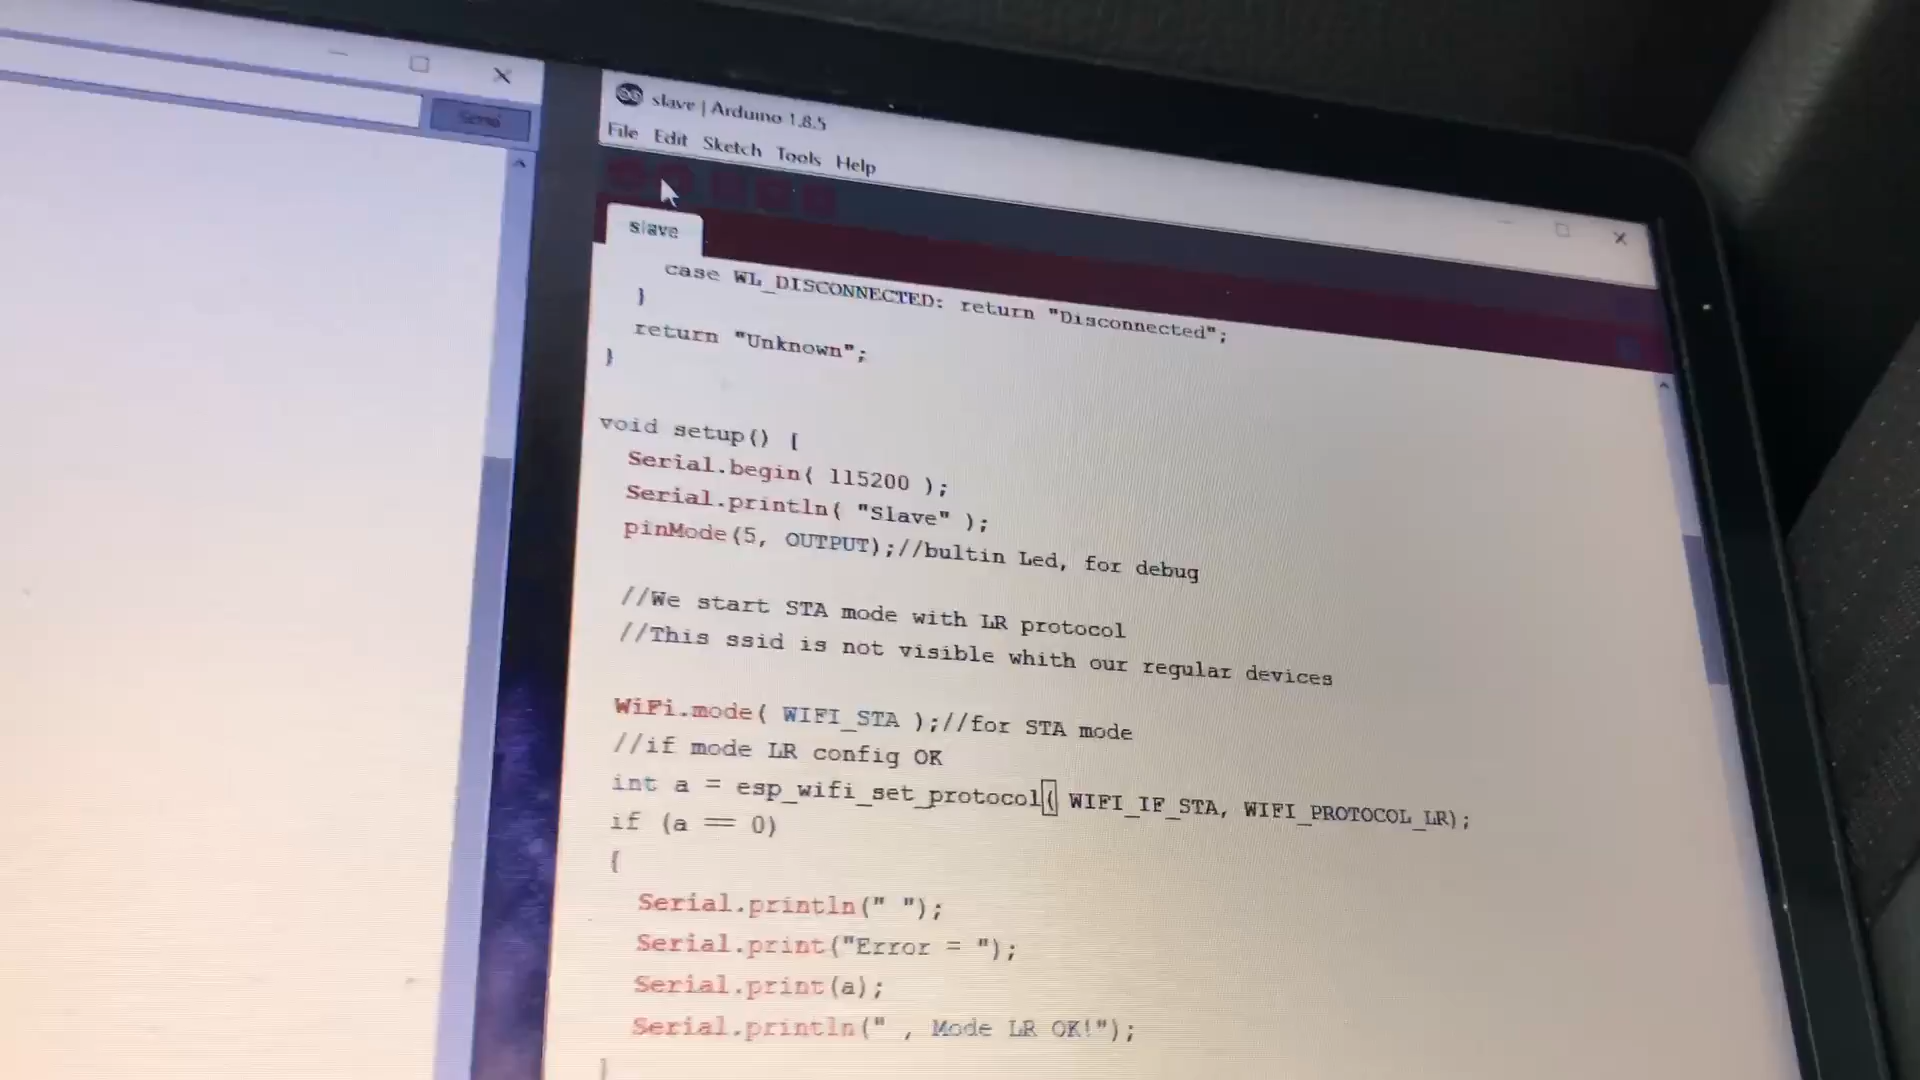 Send
slave | Arduino 1.8.5
File Edit Sketch Tools Help
slave
case WL_DISCONNECTED: return "Disconnected";
}
return "Unknown";
}
void setup() {
Serial.begin( 115200 );
Serial.println( "Slave" );
pinMode(5, OUTPUT);//bultin Led, for debug
//We start STA mode with LR protocol
//This ssid is not visible whith our regular devices
WiFi.mode( WIFI_STA );//for STA mode
//if mode LR config OK
int a = esp_wifi_set_protocol( WIFI_IF_STA, WIFI_PROTOCOL_LR);
if (a == 0)
{
Serial.println(" ");
Serial.print("Error = ");
Serial.print(a);
Serial.println(" , Mode LR OK!");
}